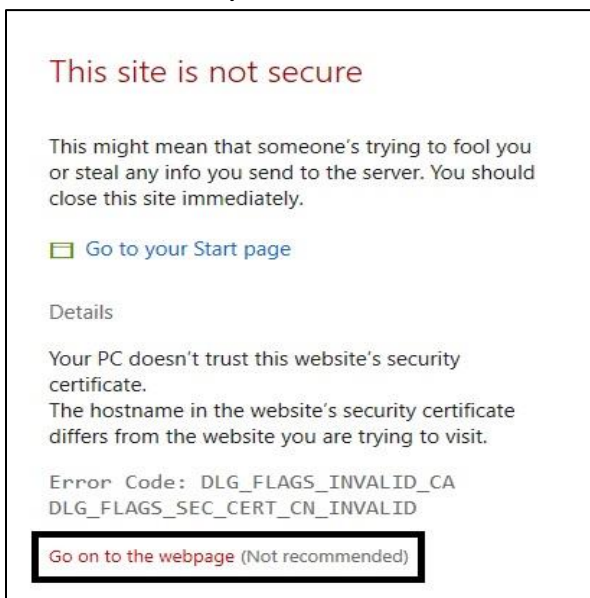 This site is not secure
This might mean that someone's trying to fool you
or steal any info you send to the server. You should
close this site immediately.
Go to your Start page
Details
Your PC doesn't trust this website's security
certificate.
The hostname in the website's security certificate
differs from the website you are trying to visit.
Error Code: DLG_FLAGS_INVALID_CA
DLG_FLAGS_SEC_CERT_CN_INVALID
Go on to the webpage (Not recommended)